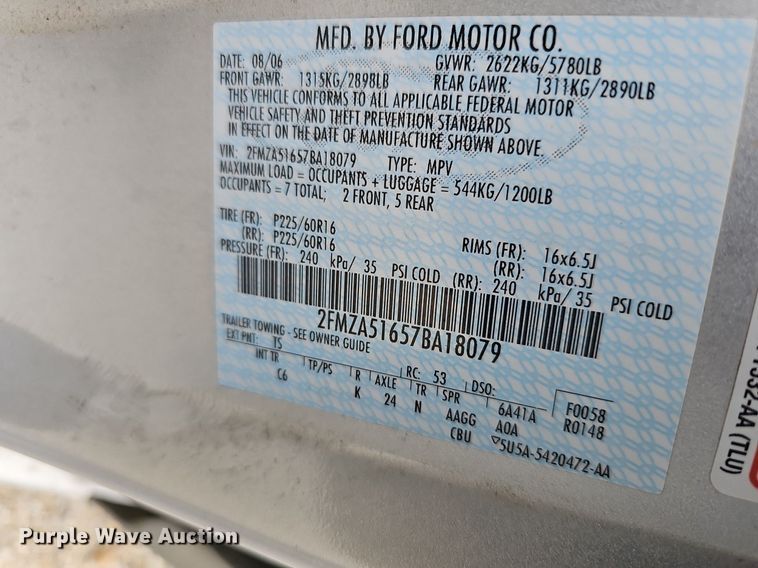 MFD. BY FORD MOTOR CO.
DATE: 08/06 GVWR: 2622KG/5780LB
FRONT GAWR: 1315KG/2898LB REAR GAWR: 1311KG/2890LB
THIS VEHICLE CONFORMS TO ALL APPLICABLE FEDERAL MOTOR
VEHICLE SAFETY AND THEFT PREVENTION STANDARDS
IN EFFECT ON THE DATE OF MANUFACTURE SHOWN ABOVE.
VIN: 2FMZA51657BA18079 TYPE: MPV
MAXIMUM LOAD = OCCUPANTS + LUGGAGE = 544KG/1200LB
OCCUPANTS = 7 TOTAL; 2 FRONT, 5 REAR
TIRE (FR): P225/60R16 RIMS (FR): 16x6.5J
(RR): P225/60R16 (RR): 16x6.5J
PRESSURE (FR): 240 kPa/ 35 PSI COLD (RR): 240 kPa/ 35 PSI COLD
2FMZA51657BA18079
TRAILER TOWING - SEE OWNER GUIDE
EXT PNT: TS RC: 53 DSO:
INT TR TP/PS R AXLE TR SPR 6A41A F0058
C6 K 24 N AAGG A0A R0148
CBU ▽5U5A-5420472-AA
1532-AA (TLU)
Purple Wave Auction